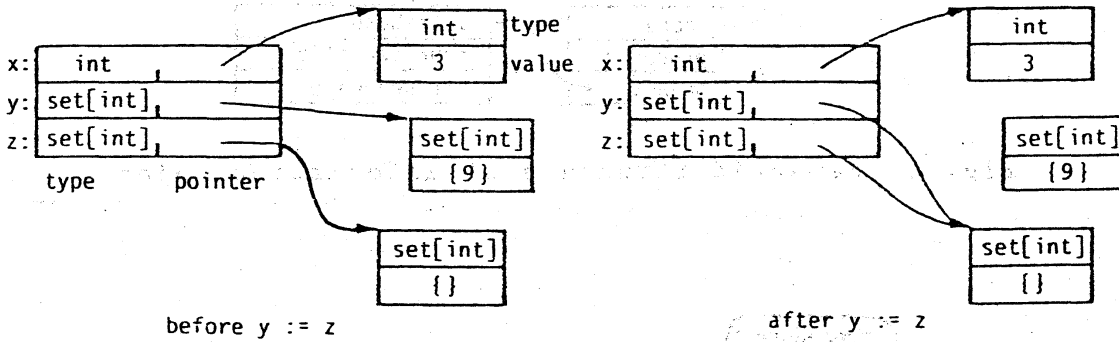 int type
x: int 3 value
y: set[int]
z: set[int] set[int]
type pointer {9}
set[int]
{}
before y := z
int
x: int 3
y: set[int]
z: set[int] set[int]
{9}
set[int]
{}
after y := z